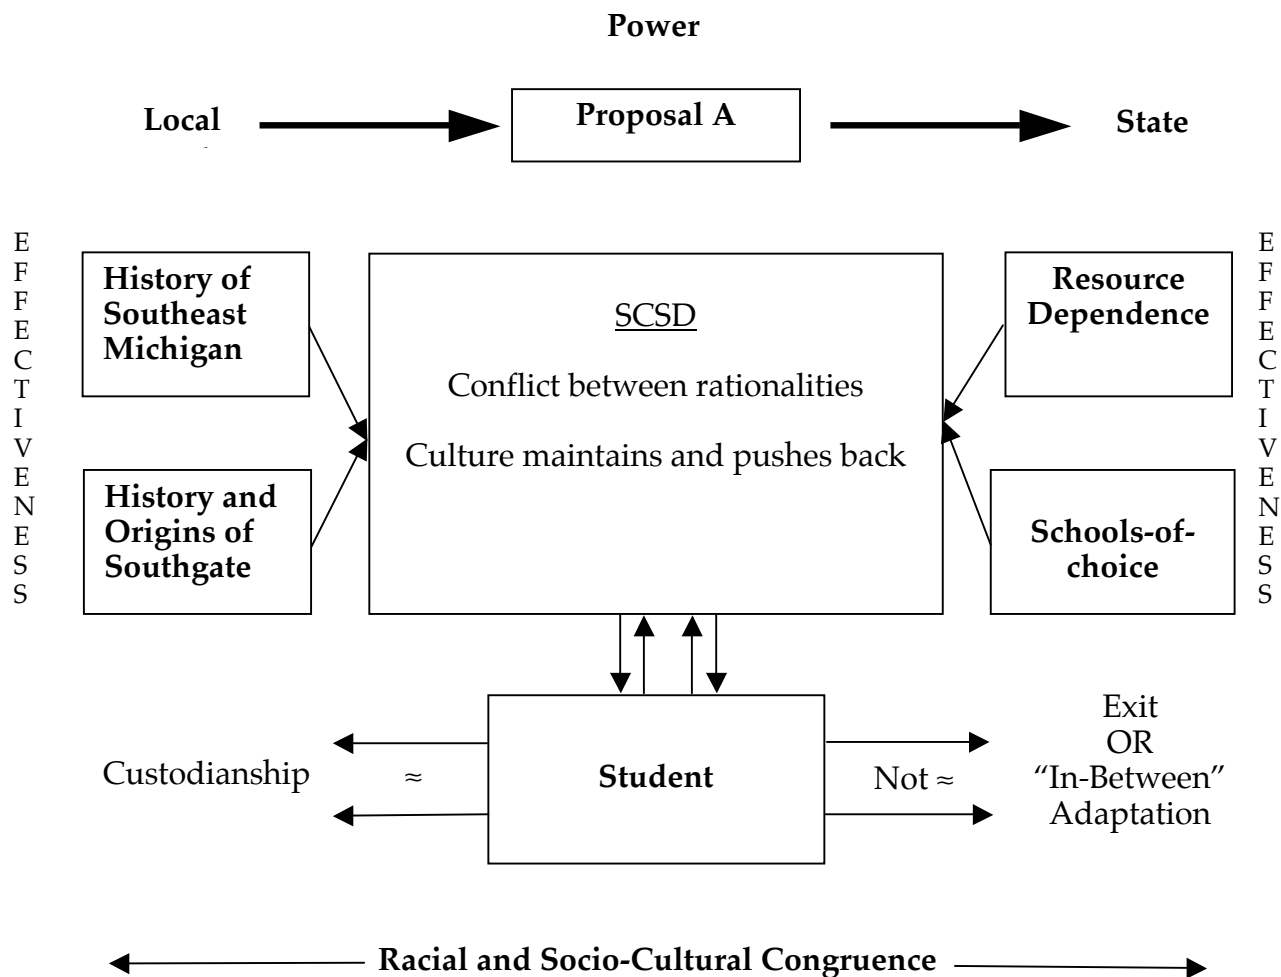 Power
Local
Proposal A
State
EFFECTIVENESS
History of
Southeast
Michigan
History and
Origins of
Southgate
SCSD
Conflict between rationalities
Culture maintains and pushes back
Resource
Dependence
Schools-of-
choice
EFFECTIVENESS
Custodianship
≈
Student
Not ≈
Exit
OR
“In-Between”
Adaptation
Racial and Socio-Cultural Congruence